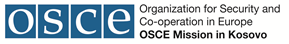 osce
Organization for Security and
Co-operation in Europe
OSCE Mission in Kosovo